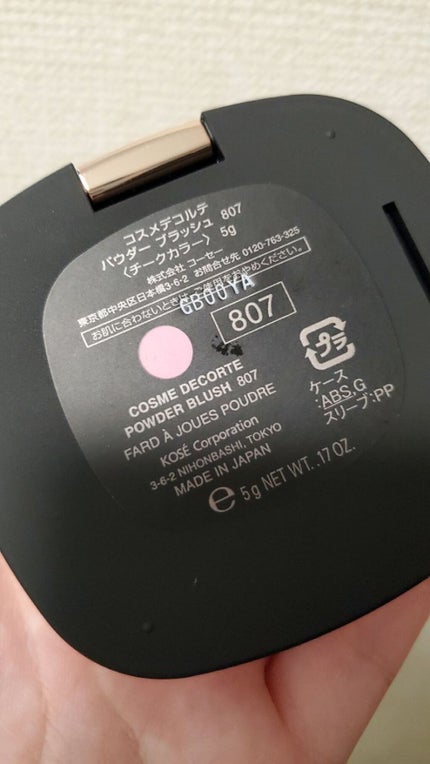 コスメデコルテ
パウダー ブラッシュ 807
〈チークカラー〉 5g
株式会社 コーセー
東京都中央区日本橋3-6-2 お問合せ先 0120-763-325
お肌に合わないときは、ご使用をおやめください。
GB00YA
807
COSME DECORTE
POWDER BLUSH 807
FARD À JOUES POUDRE
KOSÉ Corporation
3-6-2 NIHONBASHI, TOKYO
MADE IN JAPAN
e 5g NET WT. .17 OZ.
プラ
ケース
:ABS,G
スリーブ:PP